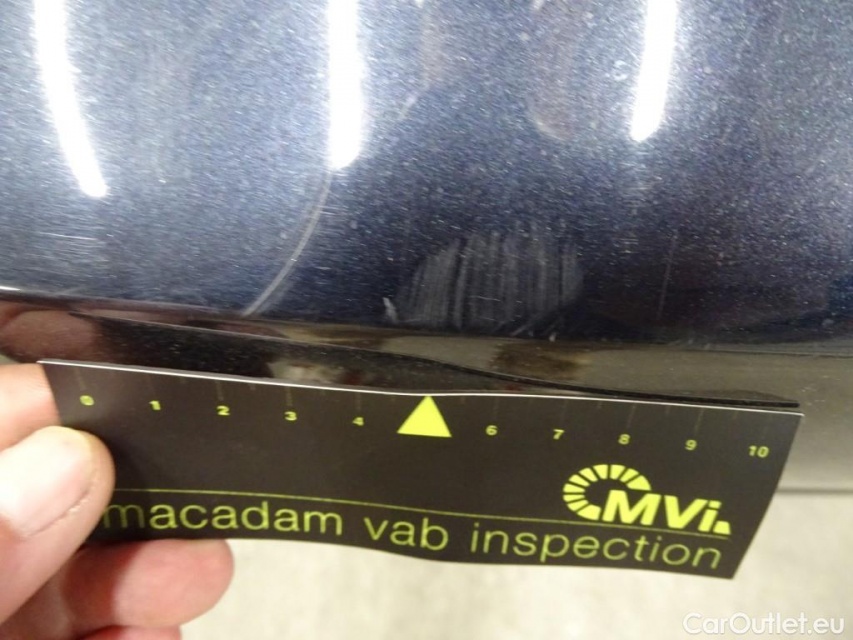 0 1 2 3 4 6 7 8 9 10
MVi.
macadam vab inspection
CarOutlet.eu